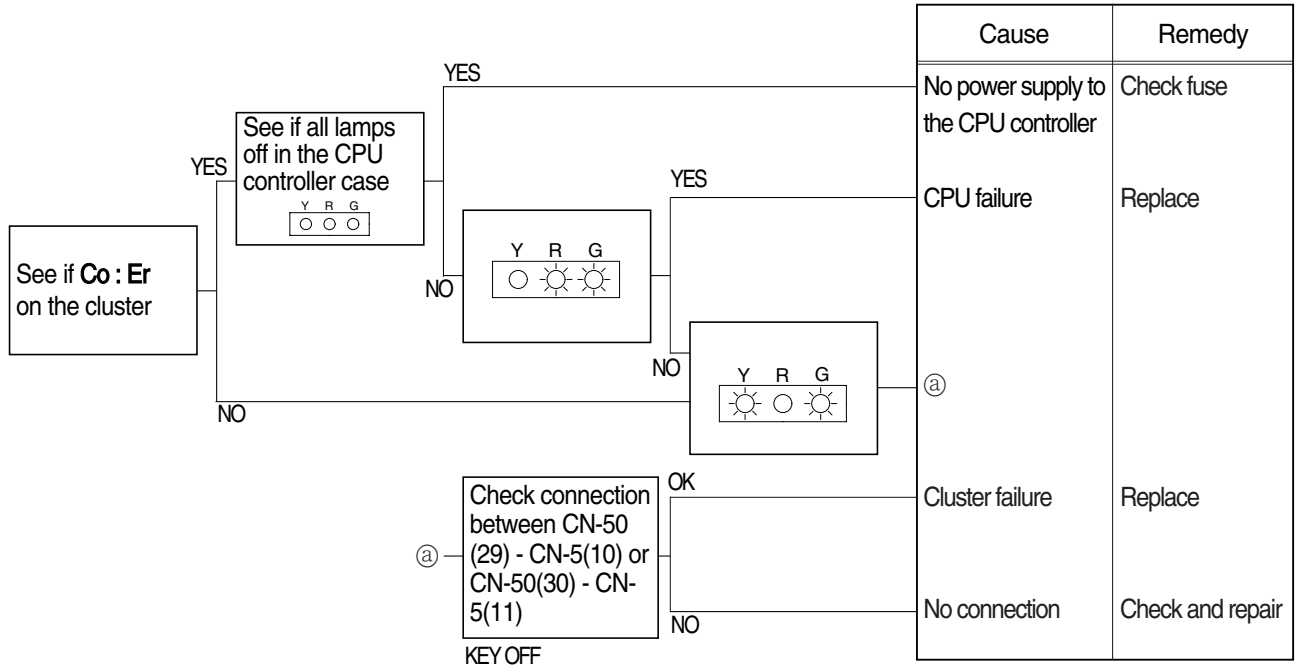 Cause
Remedy
YES
No power supply to
the CPU controller
Check fuse
See if all lamps
off in the CPU
controller case
Y R G
YES
YES
CPU failure
Replace
See if Co : Er
on the cluster
Y R G
NO
NO
Y R G
ⓐ
NO
Check connection
between CN-50
(29) - CN-5(10) or
CN-50(30) - CN-
5(11)
ⓐ
OK
Cluster failure
Replace
NO
No connection
Check and repair
KEY OFF